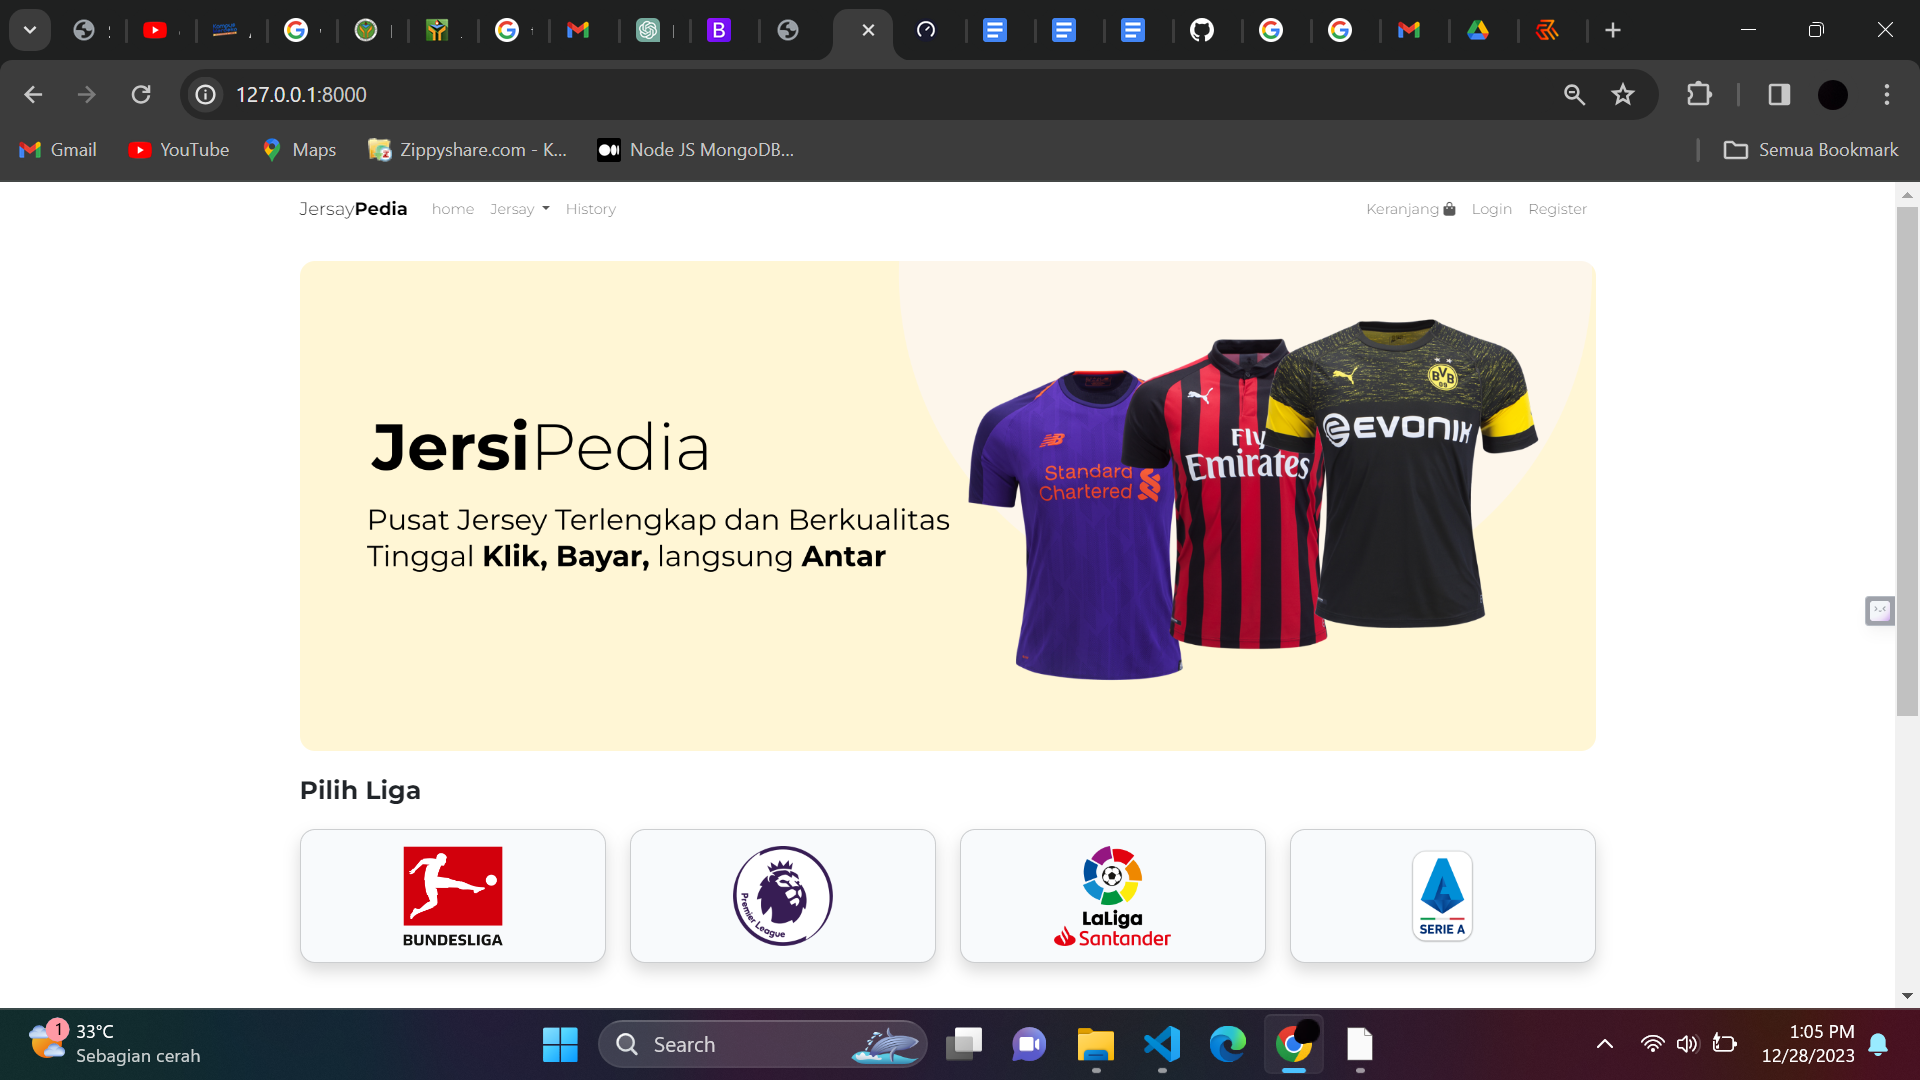 127.0.0.1:8000
Gmail
YouTube
Maps
Zippyshare.com - K...
Node JS MongoDB...
Semua Bookmark
JersayPedia
home
Jersay
History
Keranjang
Login
Register
JersiPedia
Pusat Jersey Terlengkap dan Berkualitas
Tinggal Klik, Bayar, langsung Antar
NB
Standard
Chartered
Fly
Emirates
BVB
09
EVONIK
Pilih Liga
BUNDESLIGA
Premier League
LaLiga
Santander
SERIE A
1
33°C
Sebagian cerah
Search
1:05 PM
12/28/2023